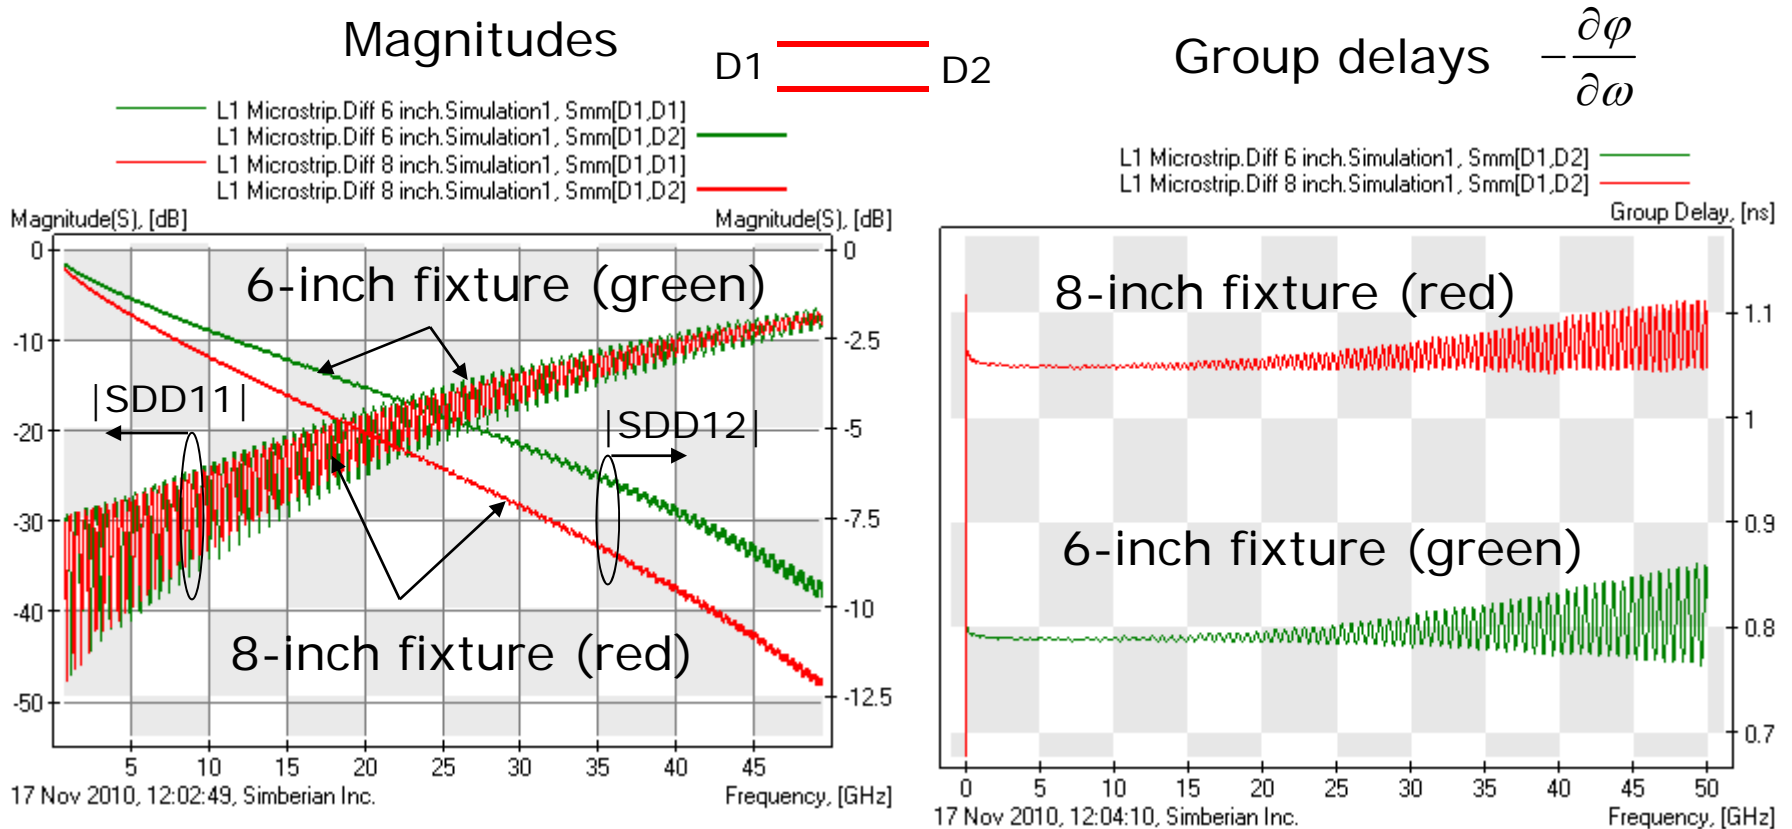 Magnitudes
D1
D2
Group delays −∂φ/∂ω
L1 Microstrip.Diff 6 inch.Simulation1, Smm[D1,D1]
L1 Microstrip.Diff 6 inch.Simulation1, Smm[D1,D2]
L1 Microstrip.Diff 8 inch.Simulation1, Smm[D1,D1]
L1 Microstrip.Diff 8 inch.Simulation1, Smm[D1,D2]
Magnitude(S), [dB]
Magnitude(S), [dB]
0
-10
-20
-30
-40
-50
0
-2.5
-5
-7.5
-10
-12.5
6-inch fixture (green)
|SDD11|
|SDD12|
8-inch fixture (red)
5 10 15 20 25 30 35 40 45
17 Nov 2010, 12:02:49, Simberian Inc.
Frequency, [GHz]
L1 Microstrip.Diff 6 inch.Simulation1, Smm[D1,D2]
L1 Microstrip.Diff 8 inch.Simulation1, Smm[D1,D2]
Group Delay, [ns]
8-inch fixture (red)
6-inch fixture (green)
1.1
1
0.9
0.8
0.7
0 5 10 15 20 25 30 35 40 45 50
17 Nov 2010, 12:04:10, Simberian Inc.
Frequency, [GHz]